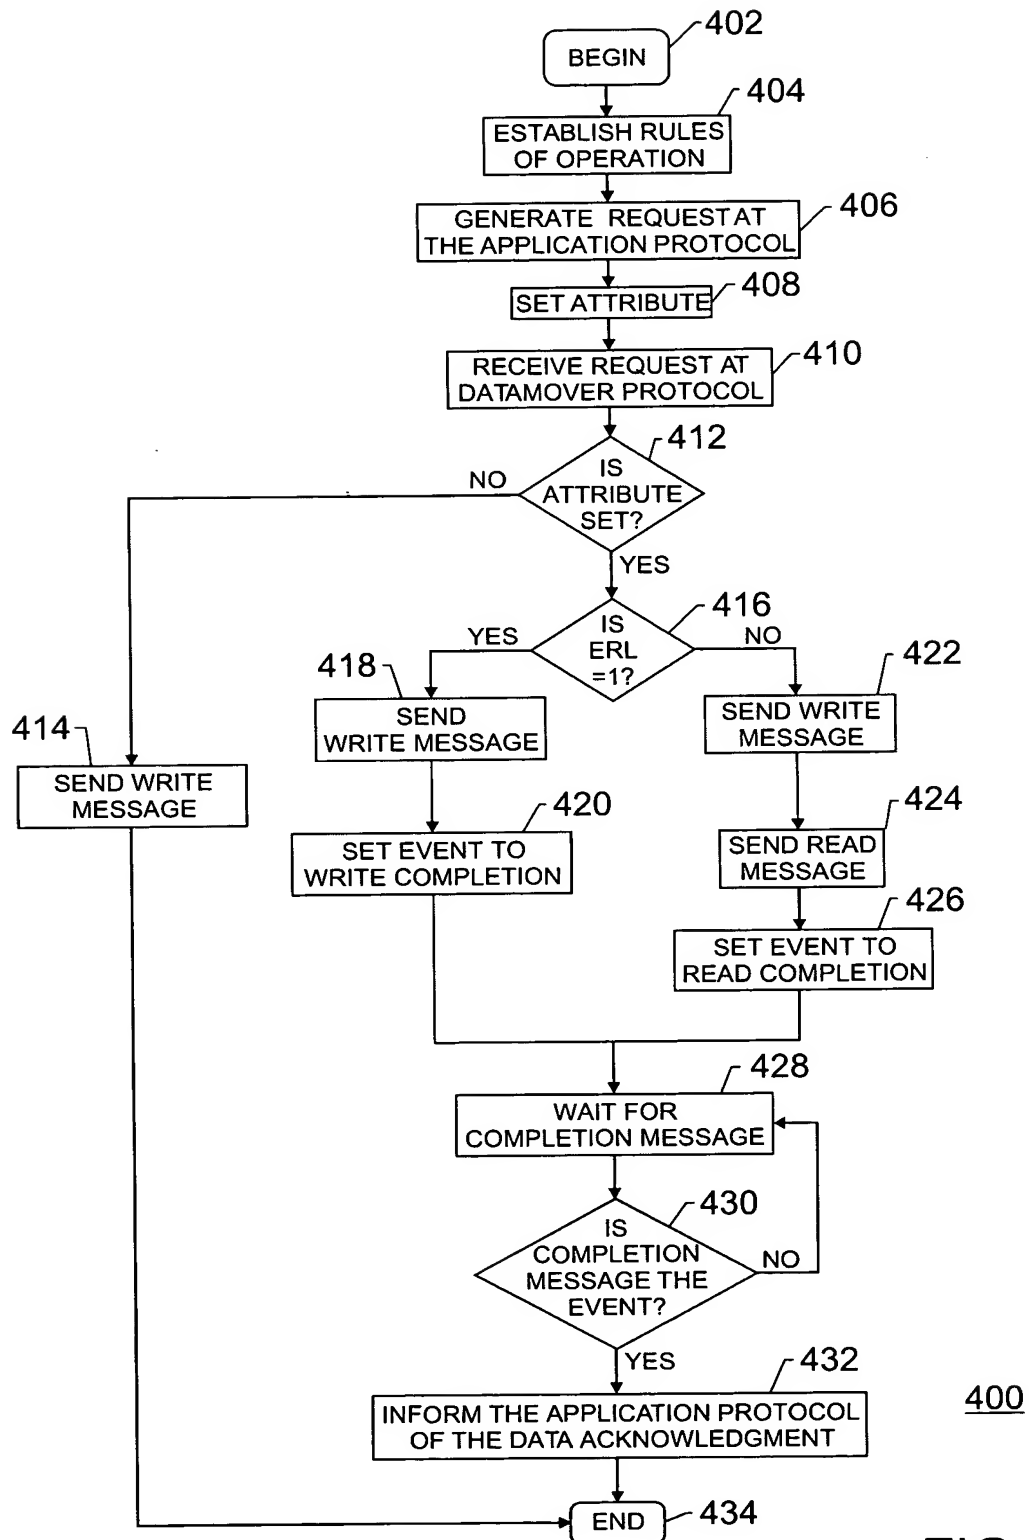 402
BEGIN
404
ESTABLISH RULES
OF OPERATION
406
GENERATE REQUEST AT
THE APPLICATION PROTOCOL
408
SET ATTRIBUTE
410
RECEIVE REQUEST AT
DATAMOVER PROTOCOL
412
IS
ATTRIBUTE
SET?
NO
YES
416
IS
ERL
=1?
YES
NO
418
SEND
WRITE MESSAGE
422
SEND WRITE
MESSAGE
414
SEND WRITE
MESSAGE
420
SET EVENT TO
WRITE COMPLETION
424
SEND READ
MESSAGE
426
SET EVENT TO
READ COMPLETION
428
WAIT FOR
COMPLETION MESSAGE
430
IS
COMPLETION
MESSAGE THE
EVENT?
NO
YES
432
INFORM THE APPLICATION PROTOCOL
OF THE DATA ACKNOWLEDGMENT
400
END
434